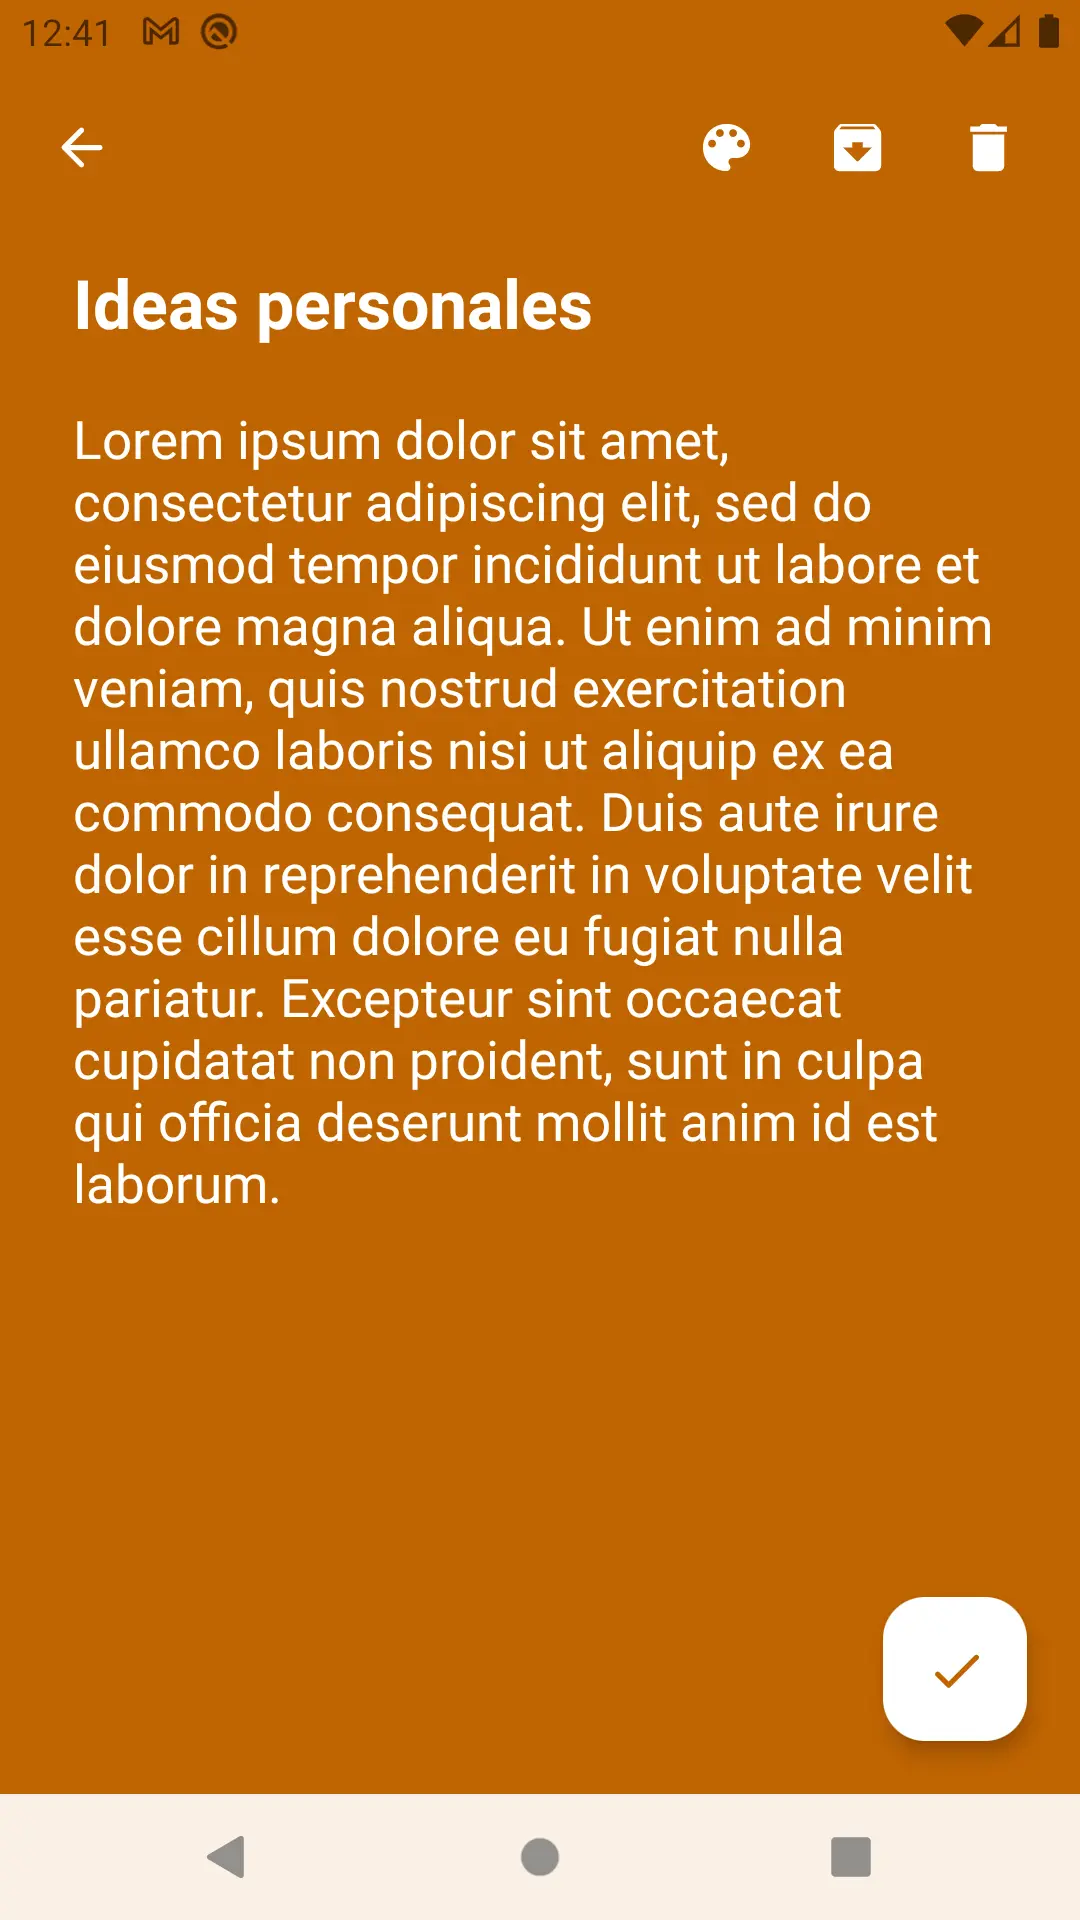 12:41
Ideas personales
Lorem ipsum dolor sit amet,
consectetur adipiscing elit, sed do
eiusmod tempor incididunt ut labore et
dolore magna aliqua. Ut enim ad minim
veniam, quis nostrud exercitation
ullamco laboris nisi ut aliquip ex ea
commodo consequat. Duis aute irure
dolor in reprehenderit in voluptate velit
esse cillum dolore eu fugiat nulla
pariatur. Excepteur sint occaecat
cupidatat non proident, sunt in culpa
qui officia deserunt mollit anim id est
laborum.